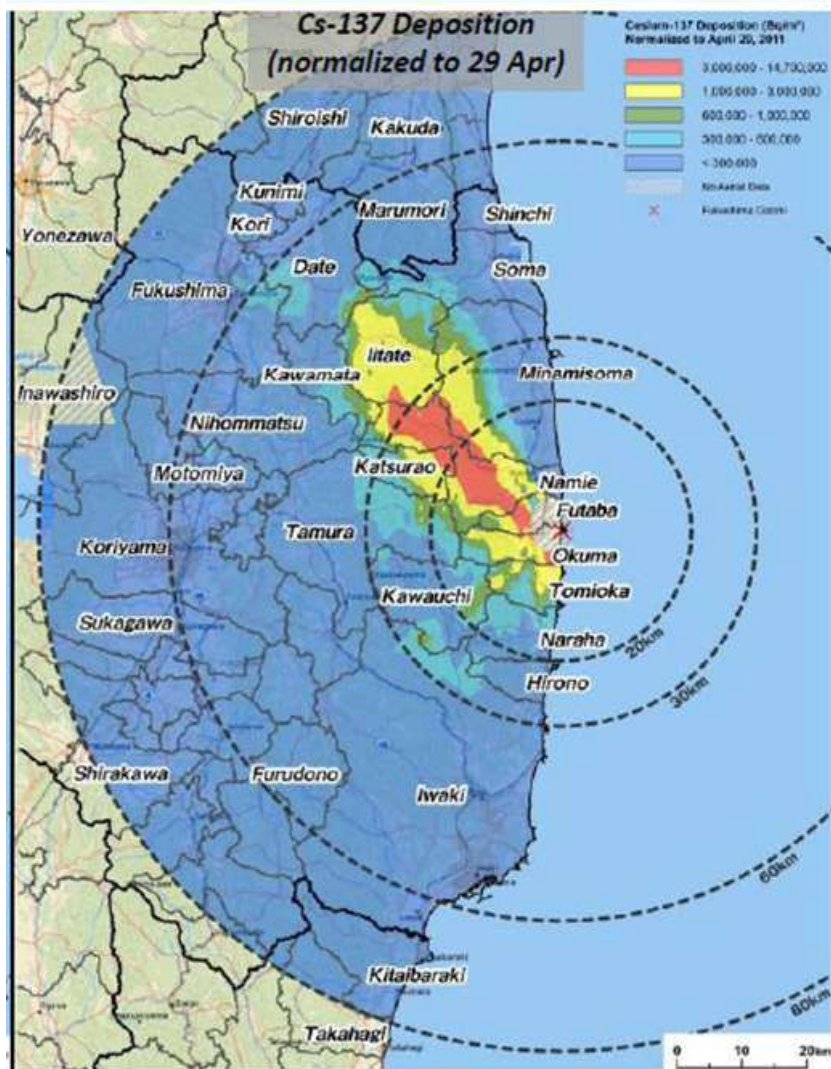 Cs-137 Deposition
(normalized to 29 Apr)
Cesium-137 Deposition (Bq/m²)
Normalized to April 29, 2011
3,000,000 - 14,700,000
1,000,000 - 3,000,000
600,000 - 1,000,000
300,000 - 600,000
< 300,000
No Aerial Data
Fukushima Daiichi
Shiroishi
Kakuda
Kunimi
Marumori
Shinchi
Kori
Yonezawa
Date
Soma
Fukushima
Iitate
Minamisoma
Kawamata
Inawashiro
Nihommatsu
Katsurao
Motomiya
Namie
Futaba
Tamura
Koriyama
Okuma
Kawauchi
Tomioka
Sukagawa
Naraha
20km
Hirono
30km
Shirakawa
Furudono
Iwaki
60km
Kitaibaraki
80km
Takahagi
0 10 20km